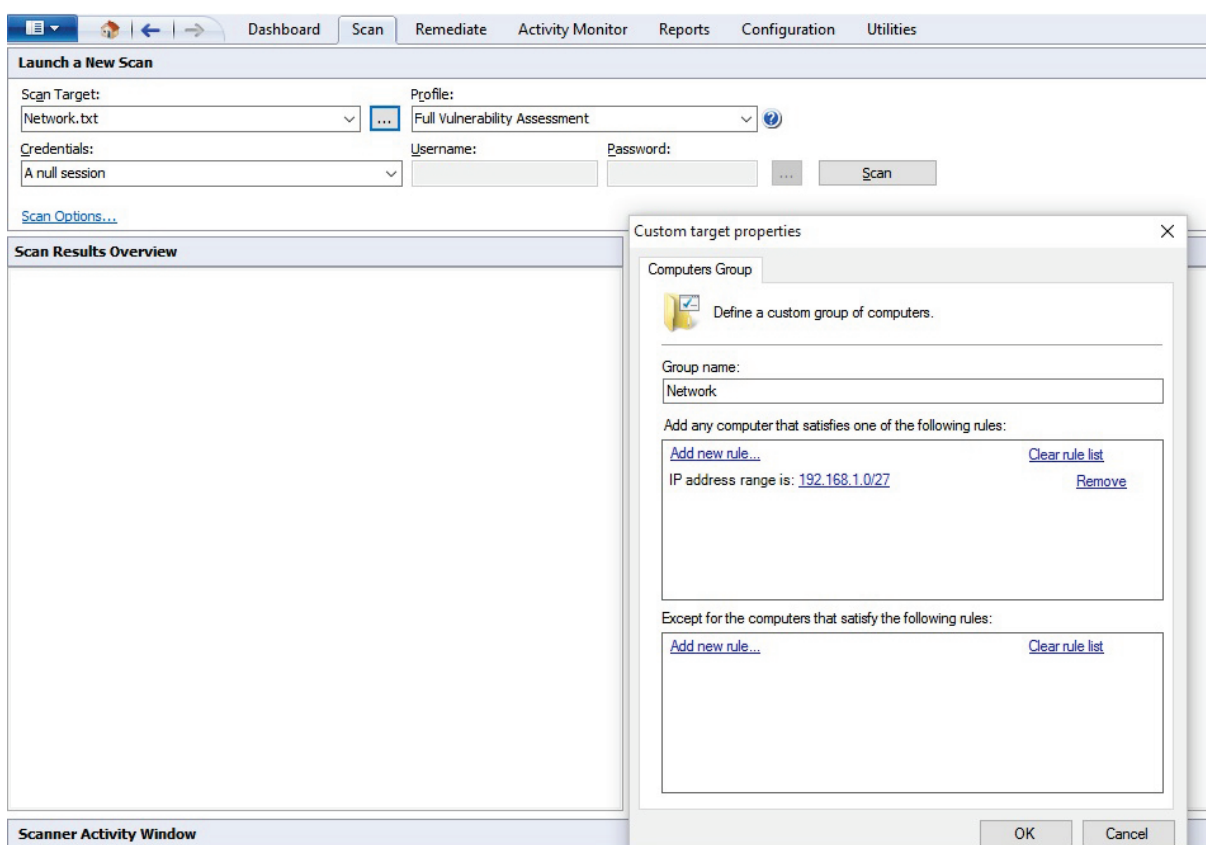 Dashboard Scan Remediate Activity Monitor Reports Configuration Utilities
Launch a New Scan
Scan Target: Profile:
Network.txt ... Full Vulnerability Assessment ?
Credentials: Username: Password:
A null session ... Scan
Scan Options...
Scan Results Overview
Custom target properties
Computers Group
Define a custom group of computers.
Group name:
Network
Add any computer that satisfies one of the following rules:
Add new rule... Clear rule list
IP address range is: 192.168.1.0/27 Remove
Except for the computers that satisfy the following rules:
Add new rule... Clear rule list
Scanner Activity Window
OK Cancel